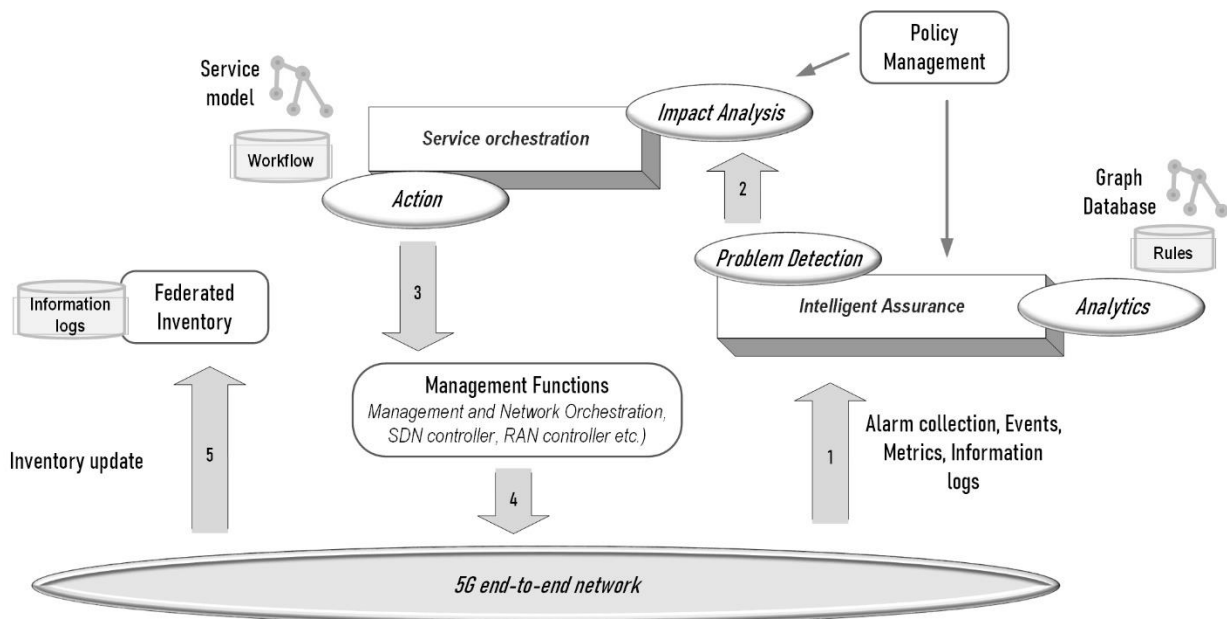 Policy
Management
Service
model
Impact Analysis
Service orchestration
Workflow
2
Action
Graph
Database
Rules
Problem Detection
Intelligent Assurance
Analytics
3
Information
logs
Federated
Inventory
Management Functions
Management and Network Orchestration,
SDN controller, RAN controller etc.)
Alarm collection, Events,
Metrics, Information
logs
1
Inventory update
5
4
5G end-to-end network